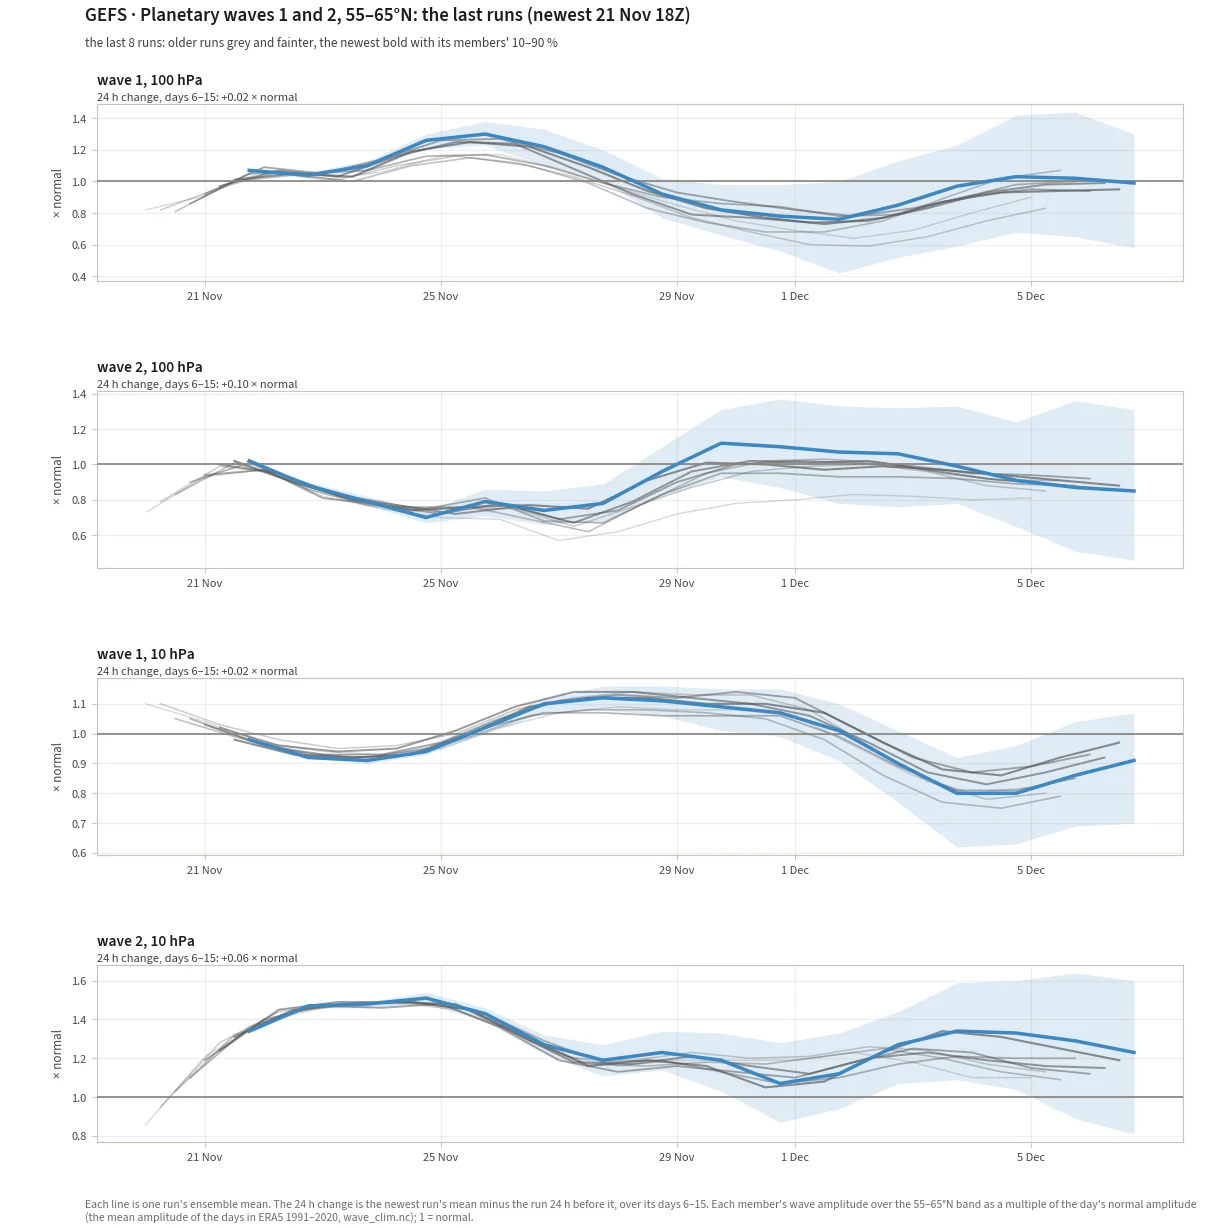 GEFS · Planetary waves 1 and 2, 55–65°N: the last runs (newest 21 Nov 18Z)
the last 8 runs: older runs grey and fainter, the newest bold with its members' 10–90 %
wave 1, 100 hPa
24 h change, days 6–15: +0.02 × normal
1.4
1.2
1.0
0.8
0.6
0.4
× normal
21 Nov 25 Nov 29 Nov 1 Dec 5 Dec
wave 2, 100 hPa
24 h change, days 6–15: +0.10 × normal
1.4
1.2
1.0
0.8
0.6
× normal
21 Nov 25 Nov 29 Nov 1 Dec 5 Dec
wave 1, 10 hPa
24 h change, days 6–15: +0.02 × normal
1.1
1.0
0.9
0.8
0.7
0.6
× normal
21 Nov 25 Nov 29 Nov 1 Dec 5 Dec
wave 2, 10 hPa
24 h change, days 6–15: +0.06 × normal
1.6
1.4
1.2
1.0
0.8
× normal
21 Nov 25 Nov 29 Nov 1 Dec 5 Dec
Each line is one run's ensemble mean. The 24 h change is the newest run's mean minus the run 24 h before it, over its days 6–15. Each member's wave amplitude over the 55–65°N band as a multiple of the day's normal amplitude
(the mean amplitude of the days in ERA5 1991–2020, wave_clim.nc); 1 = normal.